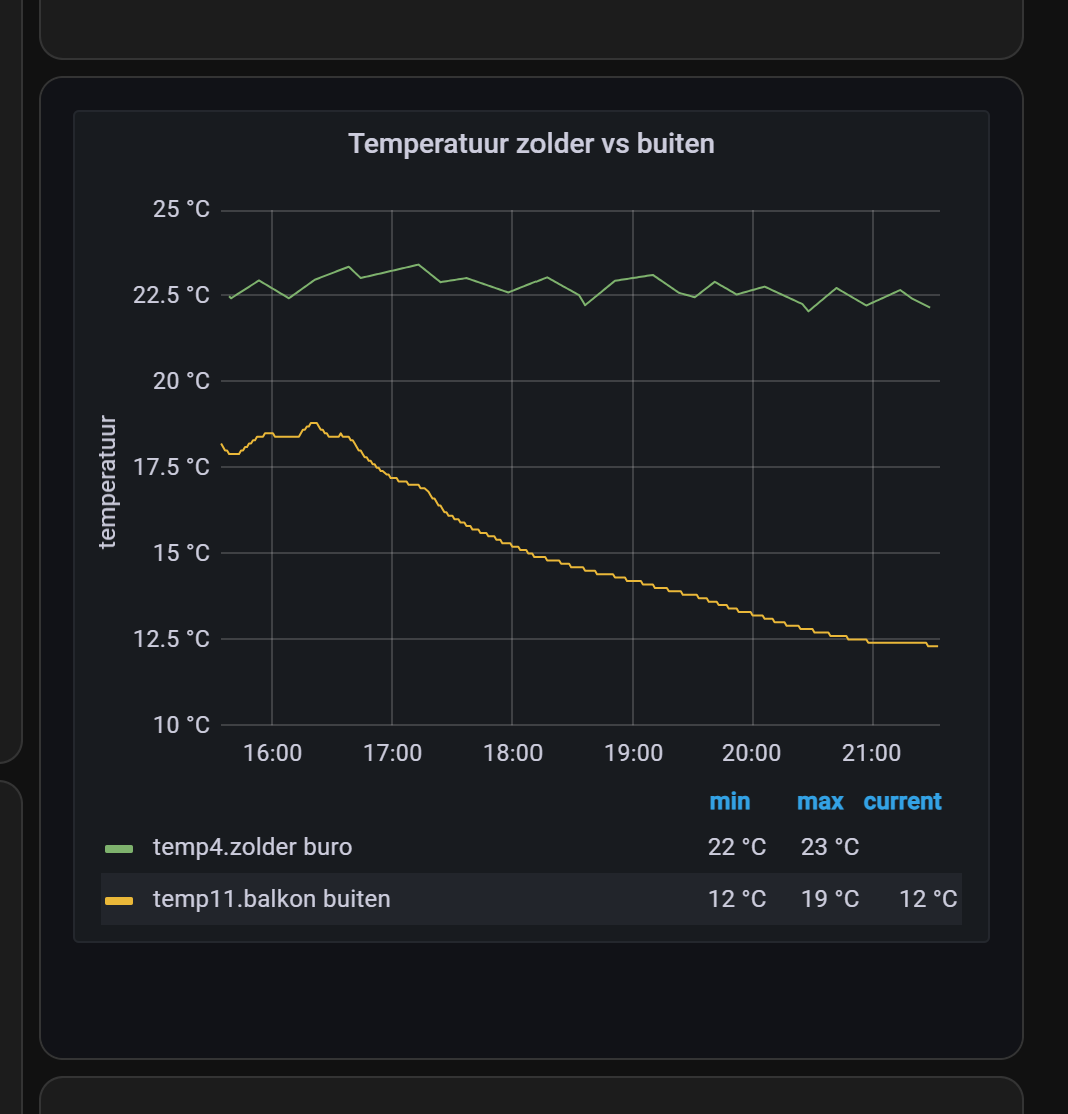 Temperatuur zolder vs buiten
25 °C
22.5 °C
20 °C
17.5 °C
15 °C
12.5 °C
10 °C
temperatuur
16:00 17:00 18:00 19:00 20:00 21:00
min max current
temp4.zolder buro 22 °C 23 °C
temp11.balkon buiten 12 °C 19 °C 12 °C